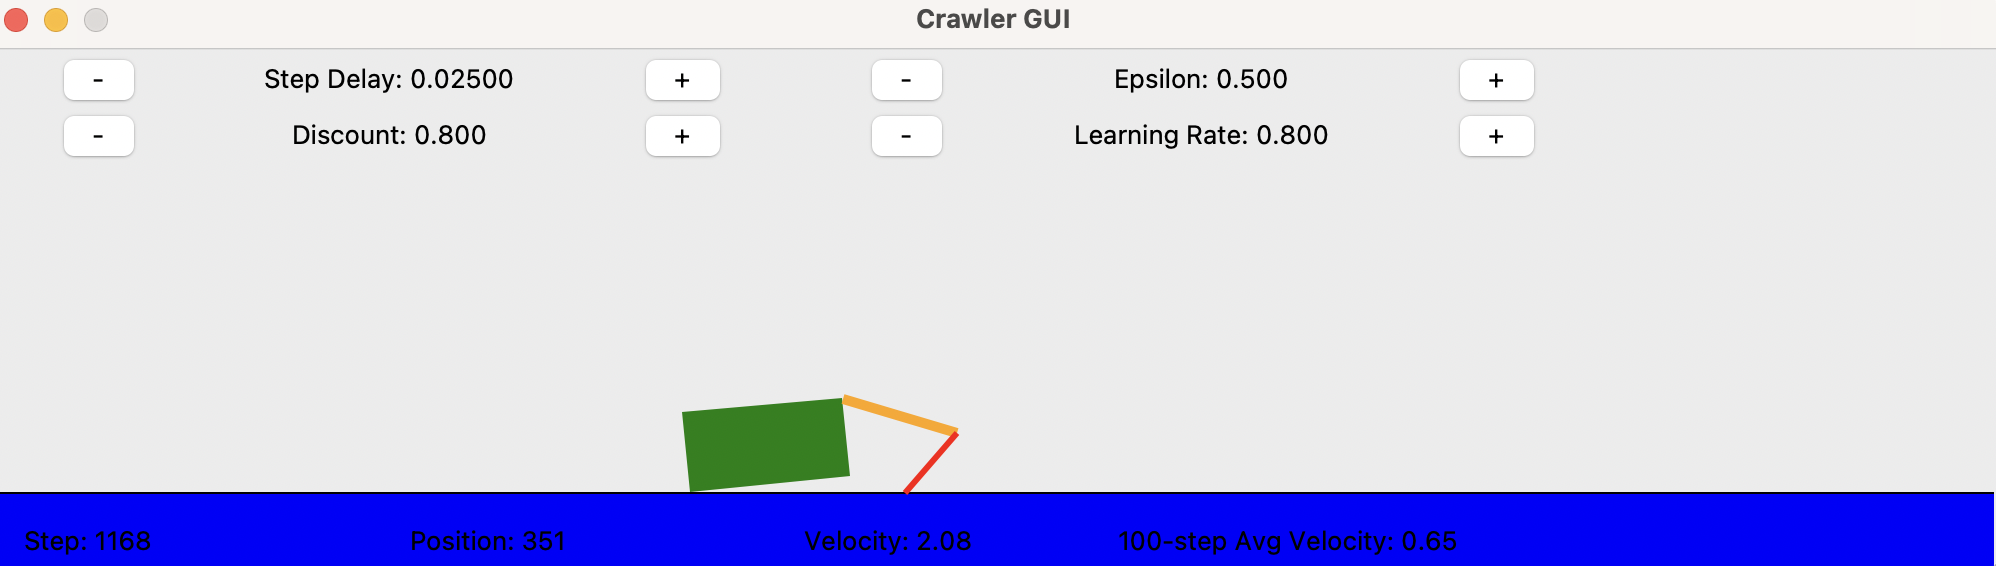 Crawler GUI
- Step Delay: 0.02500 + - Epsilon: 0.500 +
- Discount: 0.800 + - Learning Rate: 0.800 +
Step: 1168 Position: 351 Velocity: 2.08 100-step Avg Velocity: 0.65